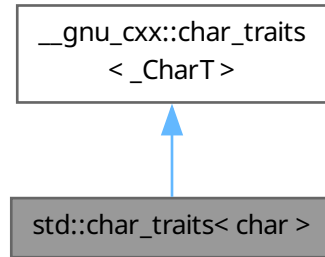 __gnu_cxx::char_traits
< _CharT >
std::char_traits< char >